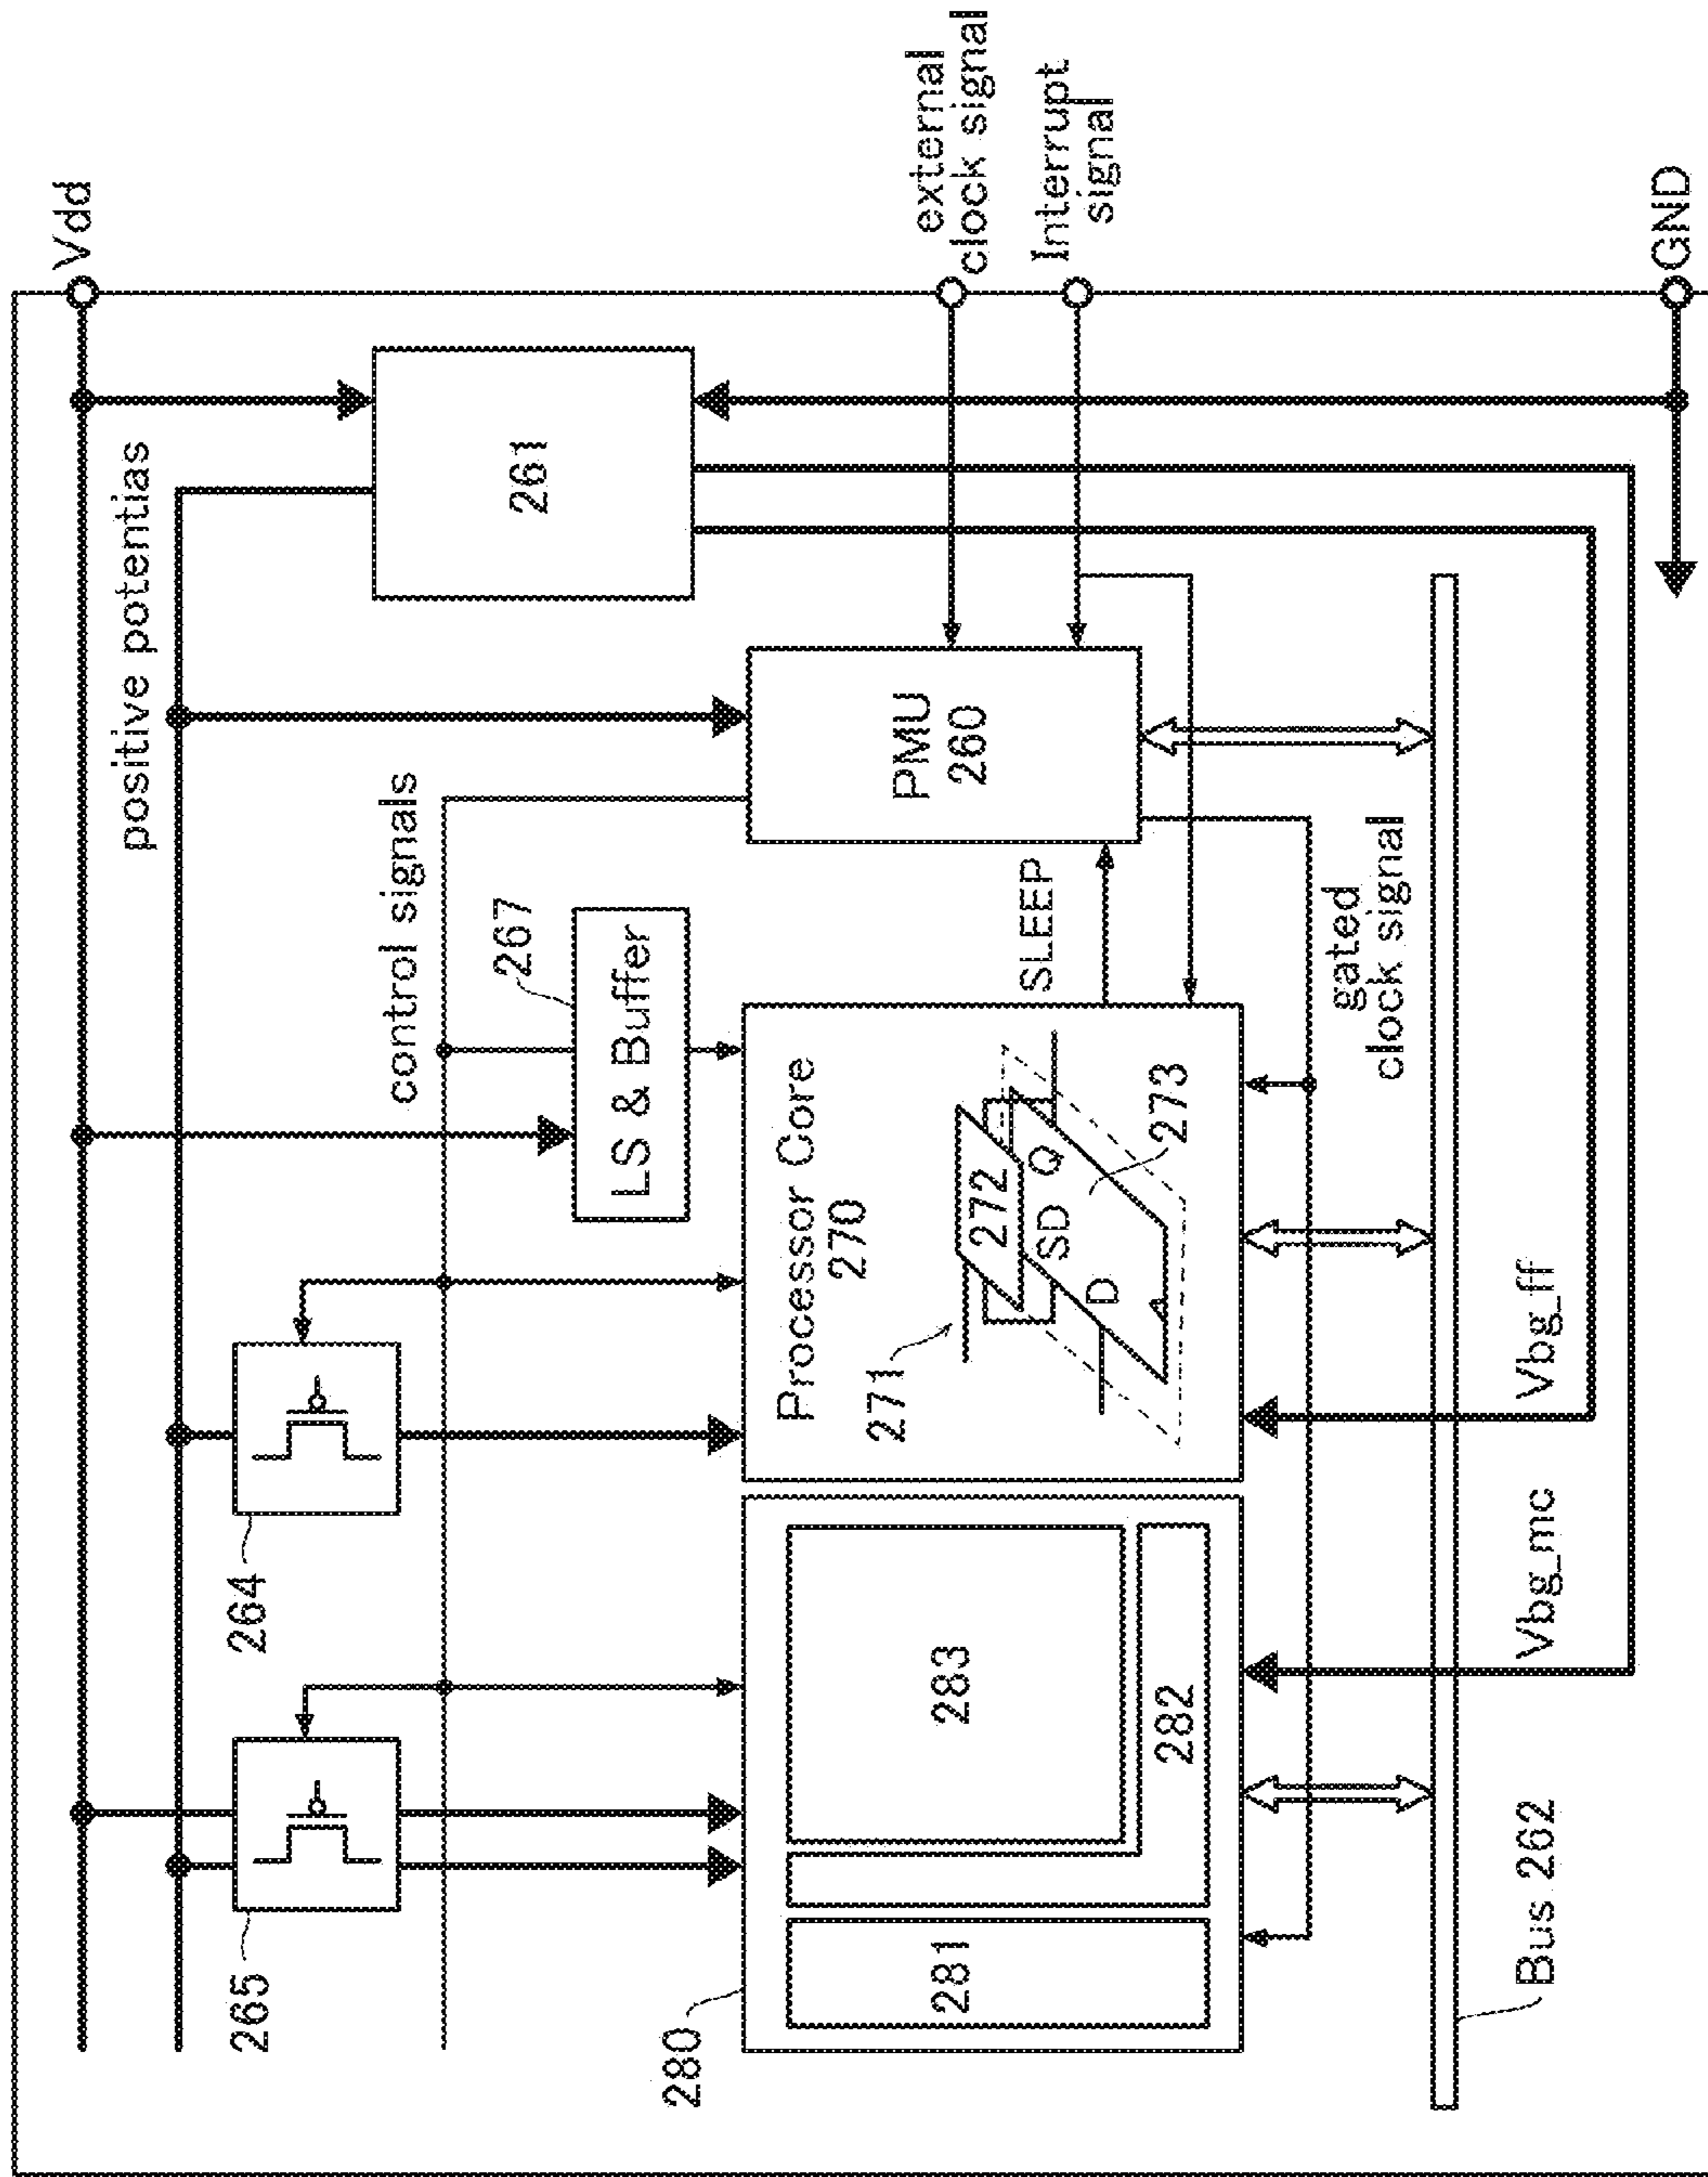 Vdd
positive potentias
control signals
265
264
267
LS & Buffer
261
external
clock signal
Interrupt
signal
PMU
260
SLEEP
280
281
282
283
Processor Core
270
271
272
SD
Q
D
273
gated
clock signal
Vbg_mc
Vbg_fff
Bus 262
GND